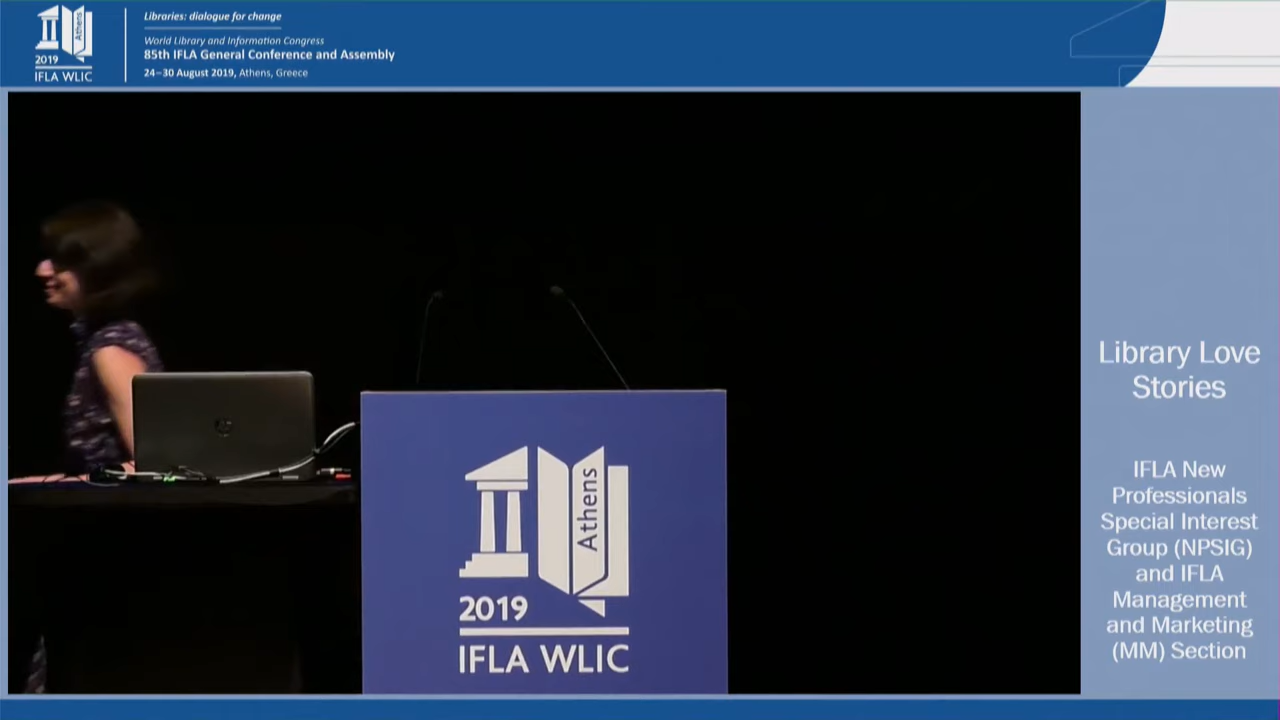 Libraries: dialogue for change
World Library and Information Congress
85th IFLA General Conference and Assembly
24–30 August 2019, Athens, Greece
Athens
2019
IFLA WLIC
Athens
2019
IFLA WLIC
Library Love
Stories
IFLA New
Professionals
Special Interest
Group (NPSIG)
and IFLA
Management
and Marketing
(MM) Section